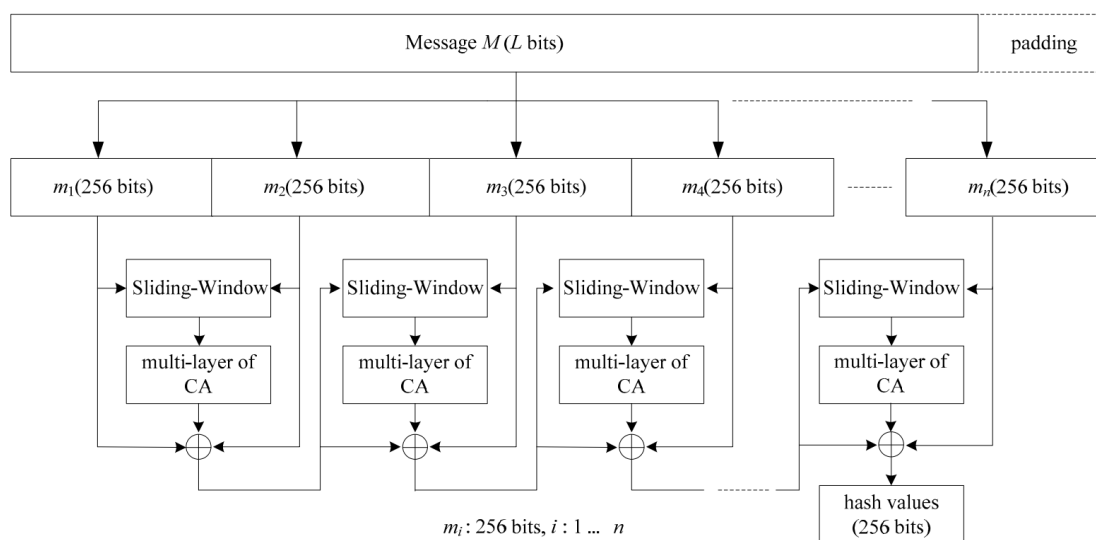 Message M (L bits)
padding
m1(256 bits)
m2(256 bits)
m3(256 bits)
m4(256 bits)
mn(256 bits)
Sliding-Window
Sliding-Window
Sliding-Window
Sliding-Window
multi-layer of
CA
multi-layer of
CA
multi-layer of
CA
multi-layer of
CA
hash values
(256 bits)
mi : 256 bits, i : 1 ... n